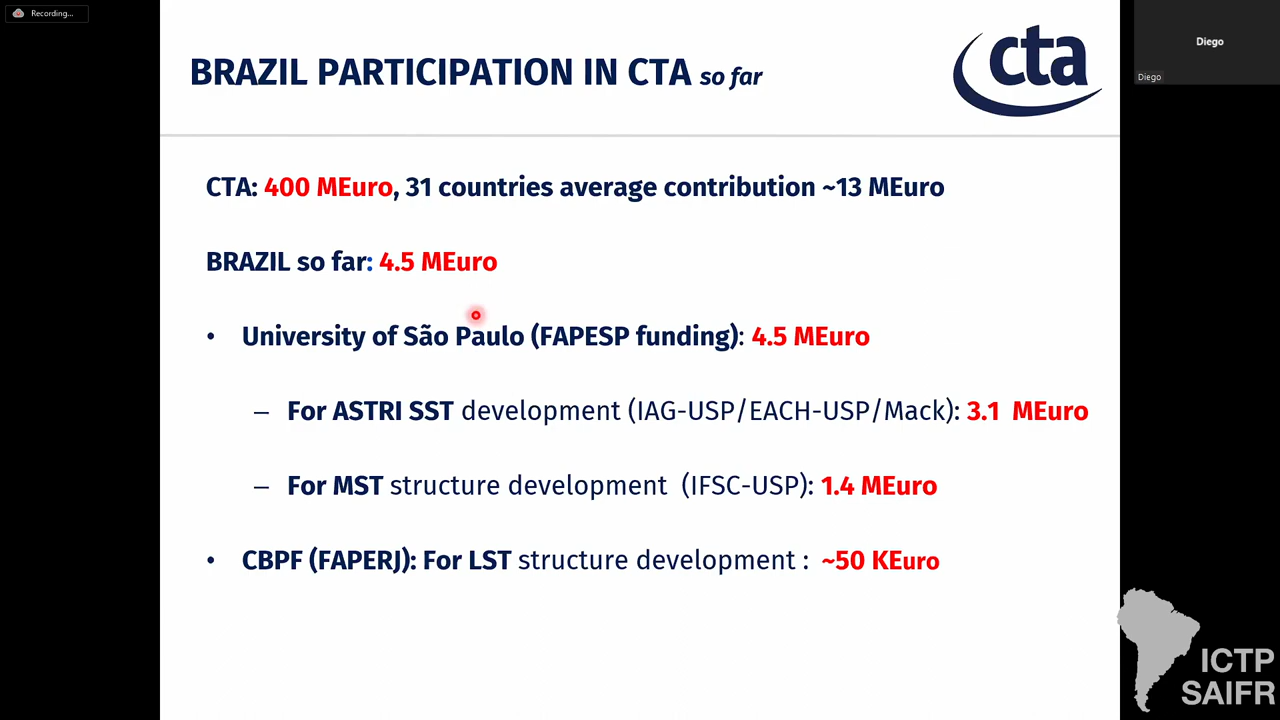 Recording...
BRAZIL PARTICIPATION IN CTA so far
cta
Diego
Diego
CTA: 400 MEuro, 31 countries average contribution ~13 MEuro
BRAZIL so far: 4.5 MEuro
• University of São Paulo (FAPESP funding): 4.5 MEuro
– For ASTRI SST development (IAG-USP/EACH-USP/Mack): 3.1 MEuro
– For MST structure development (IFSC-USP): 1.4 MEuro
• CBPF (FAPERJ): For LST structure development : ~50 KEuro
ICTP
SAIFR